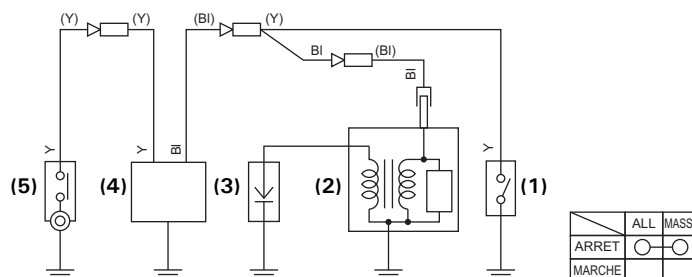 (Y) (Y) (Bl) (Y)
Bl (Bl)
Bl
Y Y Bl Y
(5) (4) (3) (2) (1)
ALL MASS
ARRET
MARCHE